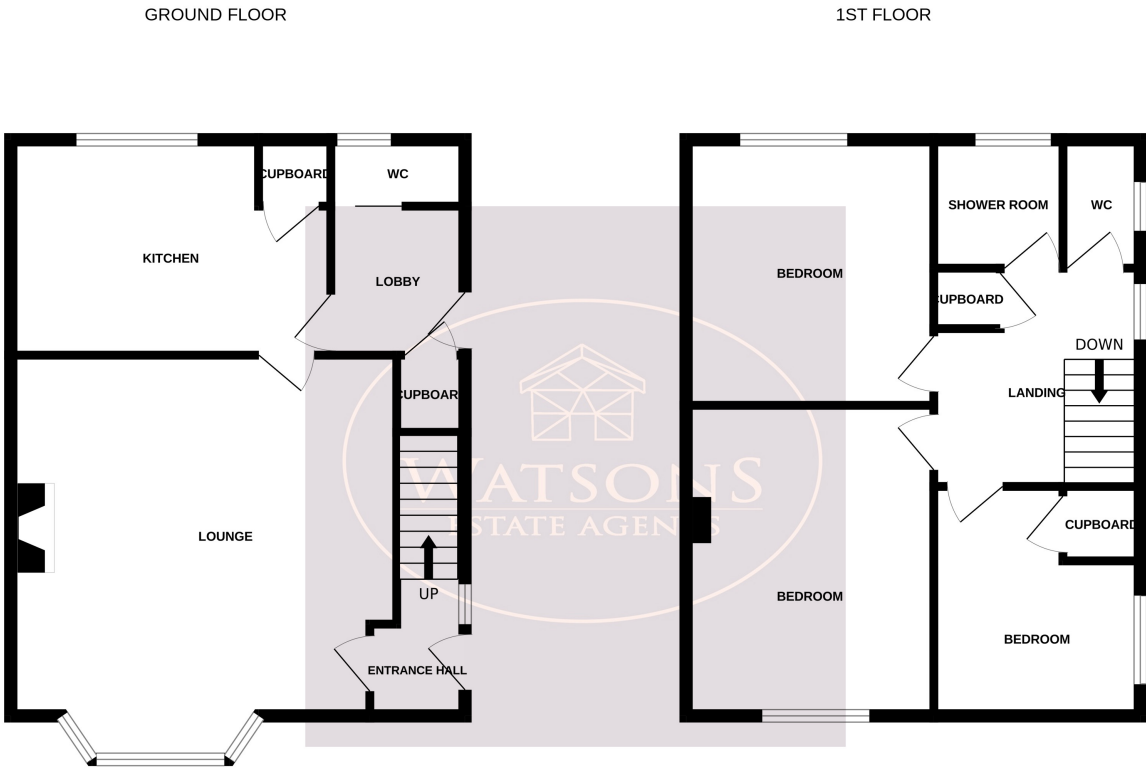 GROUND FLOOR
1ST FLOOR
CUPBOARD
WC
KITCHEN
LOBBY
CUPBOARD
LOUNGE
UP
ENTRANCE HALL
SHOWER ROOM
WC
BEDROOM
CUPBOARD
DOWN
LANDING
CUPBOARD
BEDROOM
BEDROOM
WATSONS
ESTATE AGENTS